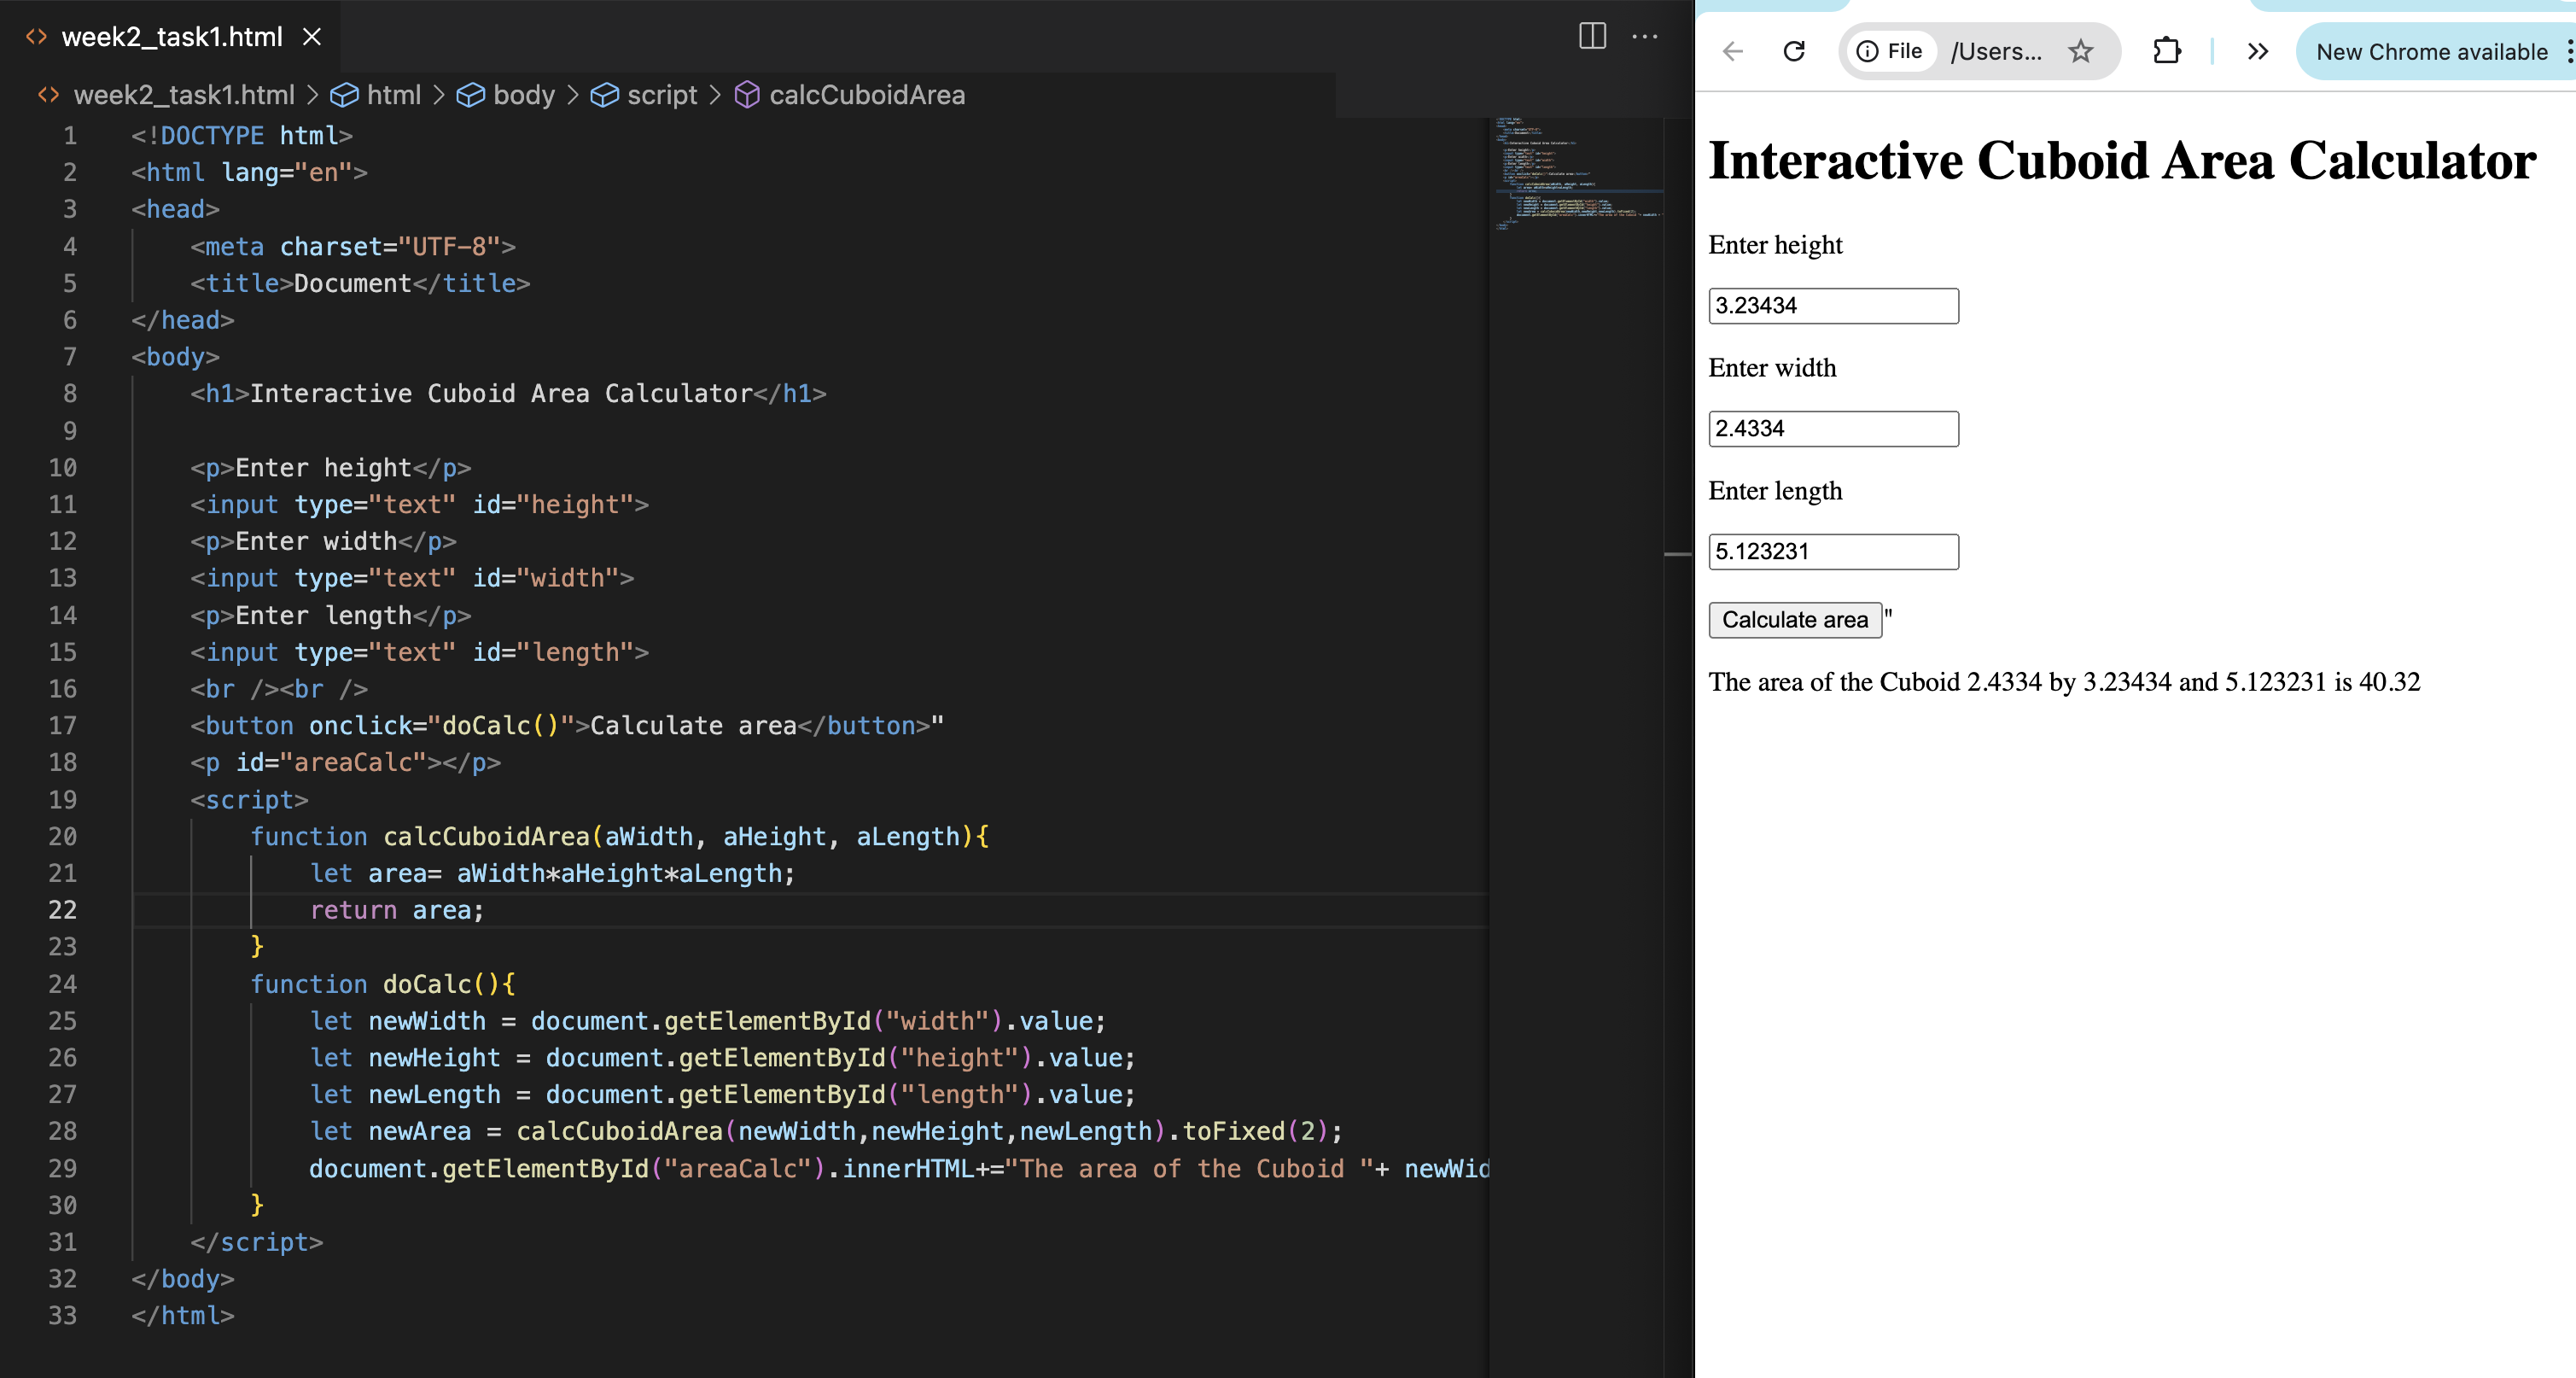 week2_task1.html
week2_task1.html > html > body > script > calcCuboidArea
1 <!DOCTYPE html>
2 <html lang="en">
3 <head>
4 <meta charset="UTF-8">
5 <title>Document</title>
6 </head>
7 <body>
8 <h1>Interactive Cuboid Area Calculator</h1>
9
10 <p>Enter height</p>
11 <input type="text" id="height">
12 <p>Enter width</p>
13 <input type="text" id="width">
14 <p>Enter length</p>
15 <input type="text" id="length">
16 <br /><br />
17 <button onclick="doCalc()">Calculate area</button>"
18 <p id="areaCalc"></p>
19 <script>
20 function calcCuboidArea(aWidth, aHeight, aLength){
21 let area= aWidth*aHeight*aLength;
22 return area;
23 }
24 function doCalc(){
25 let newWidth = document.getElementById("width").value;
26 let newHeight = document.getElementById("height").value;
27 let newLength = document.getElementById("length").value;
28 let newArea = calcCuboidArea(newWidth,newHeight,newLength).toFixed(2);
29 document.getElementById("areaCalc").innerHTML+="The area of the Cuboid "+ newWid
30 }
31 </script>
32 </body>
33 </html>
File /Users...
New Chrome available
Interactive Cuboid Area Calculator
Enter height
3.23434
Enter width
2.4334
Enter length
5.123231
Calculate area "
The area of the Cuboid 2.4334 by 3.23434 and 5.123231 is 40.32